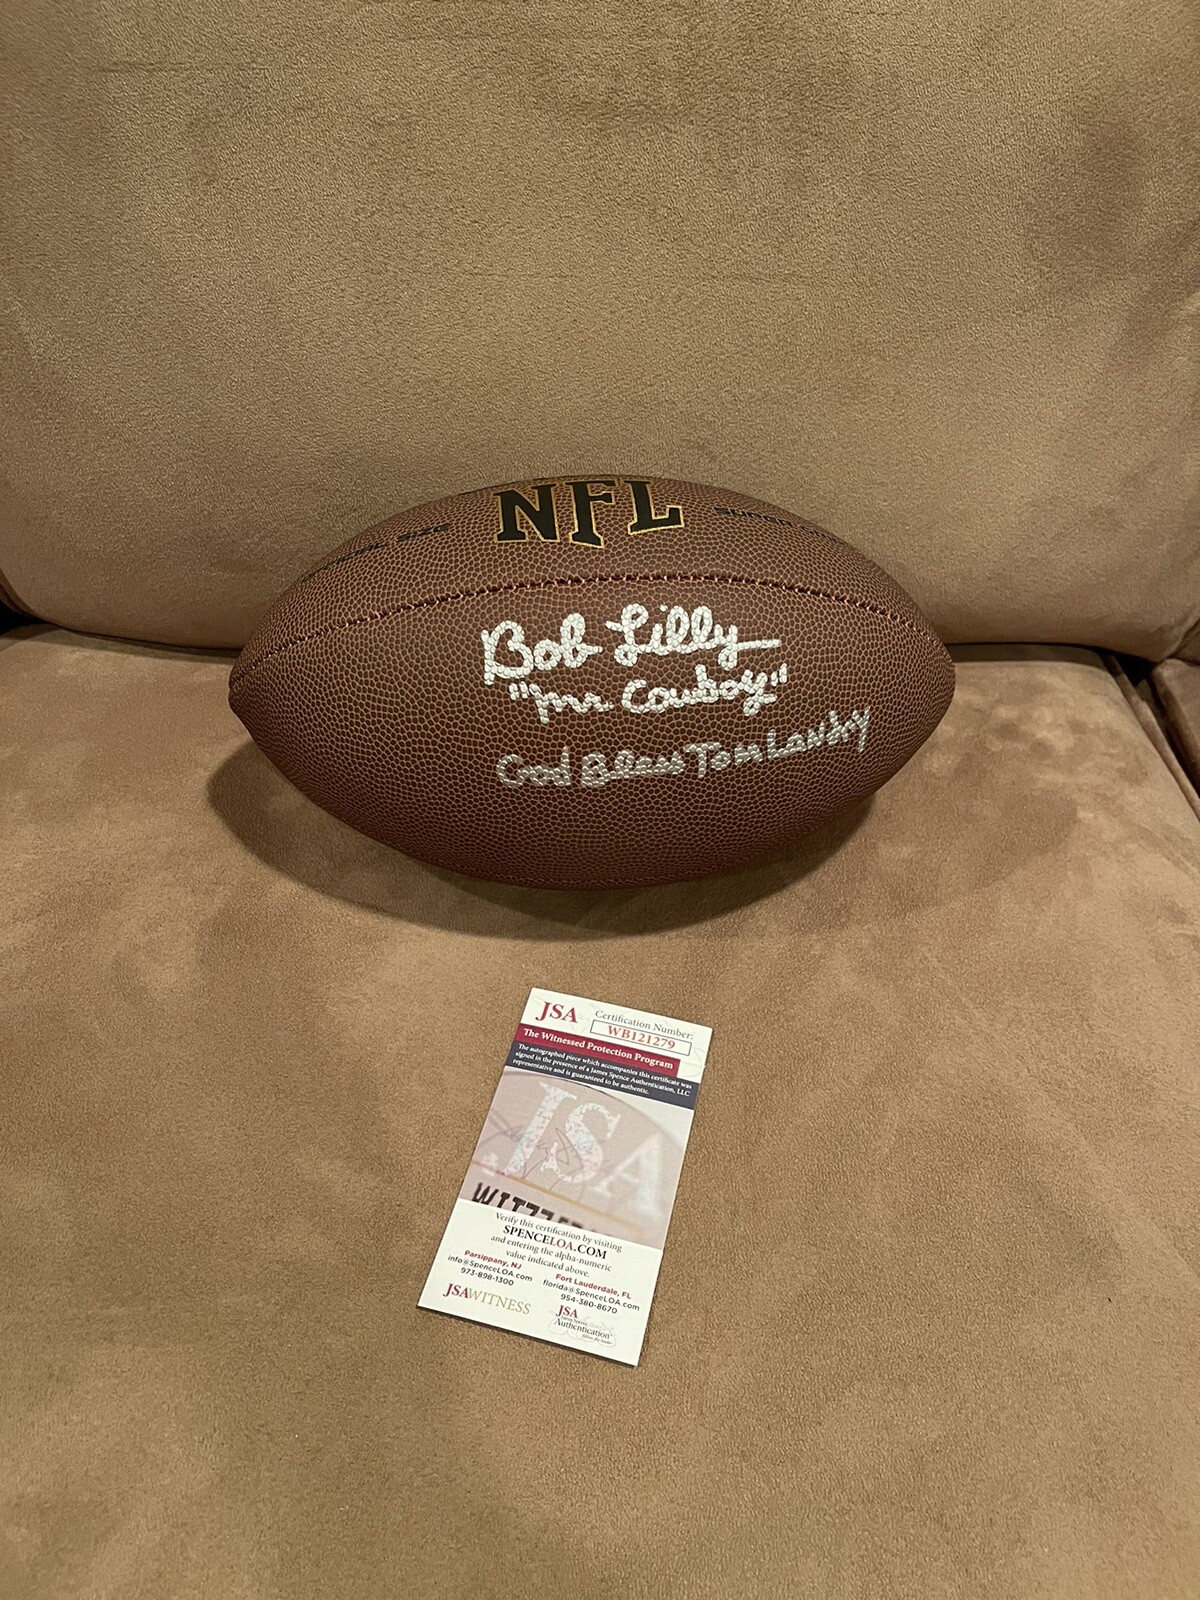 NFL
Bob Lilly
"Mr Cowboy"
God Bless Tom Landry
JSA
Certification Number:
WB121279
The Witnessed Protection Program
The autographed piece which accompanies this certificate was
signed in the presence of a James Spence Authentication, LLC
representative and is guaranteed to be authentic.
JSA
Verify this certification by visiting
SPENCELOA.COM
and entering the alpha-numeric
value indicated above.
Parsippany, NJ
info@SpenceLOA.com
973-898-1300
Fort Lauderdale, FL
florida@SpenceLOA.com
954-380-8670
JSAWITNESS
JSA
Authentication